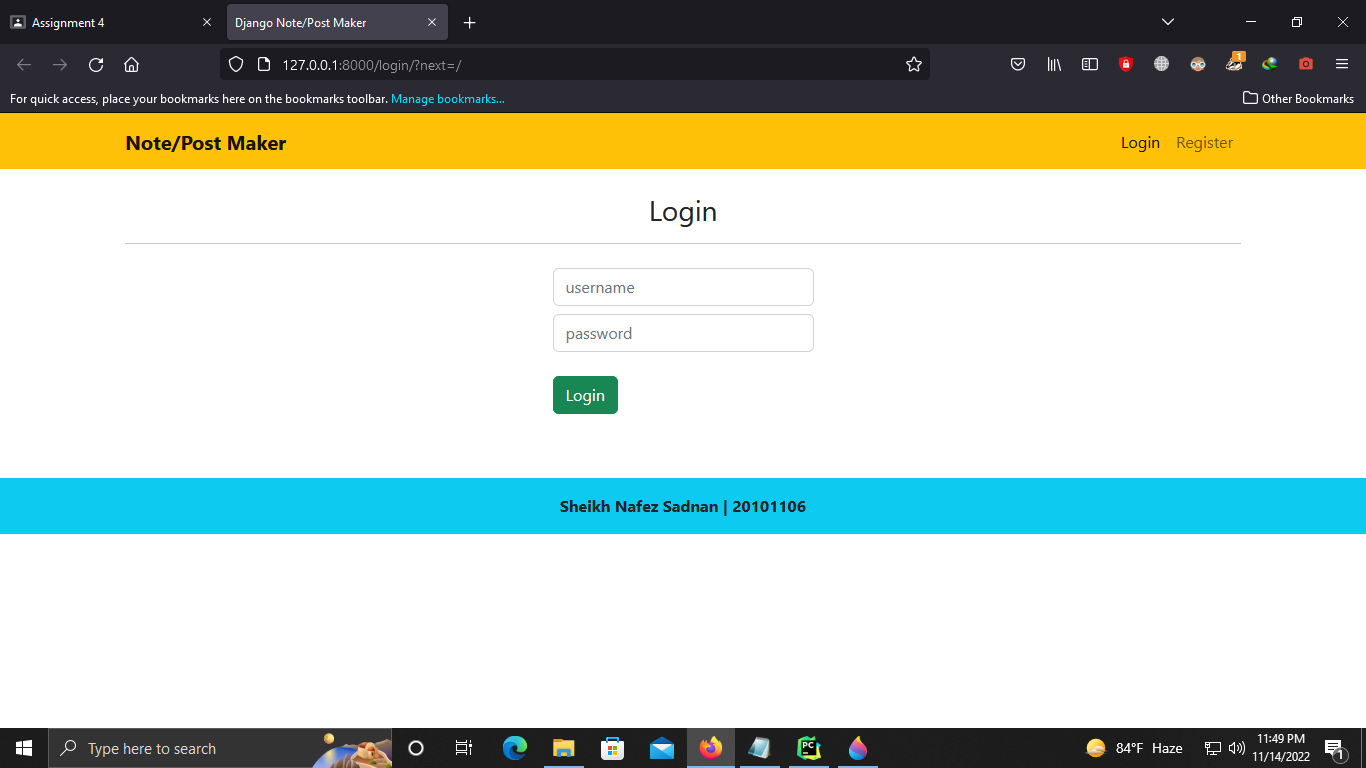 Assignment 4
Django Note/Post Maker
127.0.0.1:8000/login/?next=/
1
For quick access, place your bookmarks here on the bookmarks toolbar. Manage bookmarks...
Other Bookmarks
Note/Post Maker
Login
Register
Login
username
password
Login
Sheikh Nafez Sadnan | 20101106
Type here to search
PC
84°F Haze
11:49 PM
11/14/2022
1